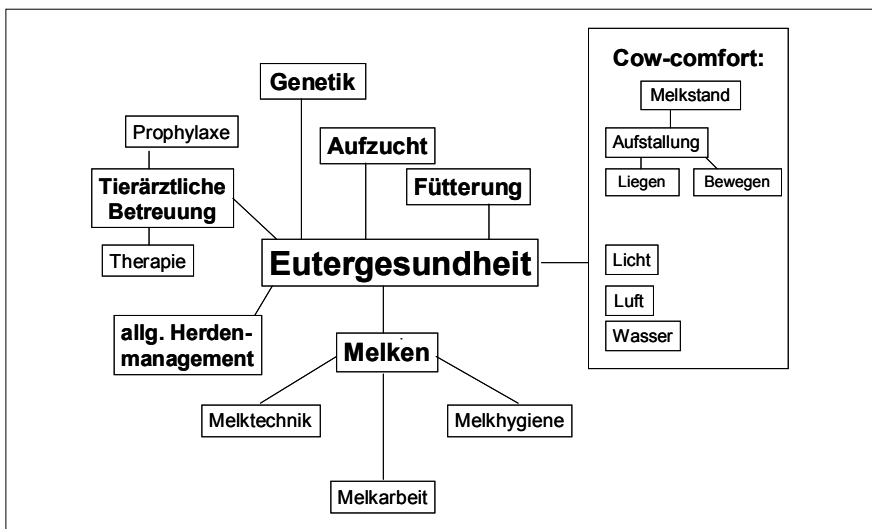 Genetik
Aufzucht
Fütterung
Prophylaxe
Tierärztliche
Betreuung
Therapie
Eutergesundheit
allg. Herden-
management
Melken
Melktechnik
Melkhygiene
Melkarbeit
Cow-comfort:
Melkstand
Aufstallung
Liegen
Bewegen
Licht
Luft
Wasser